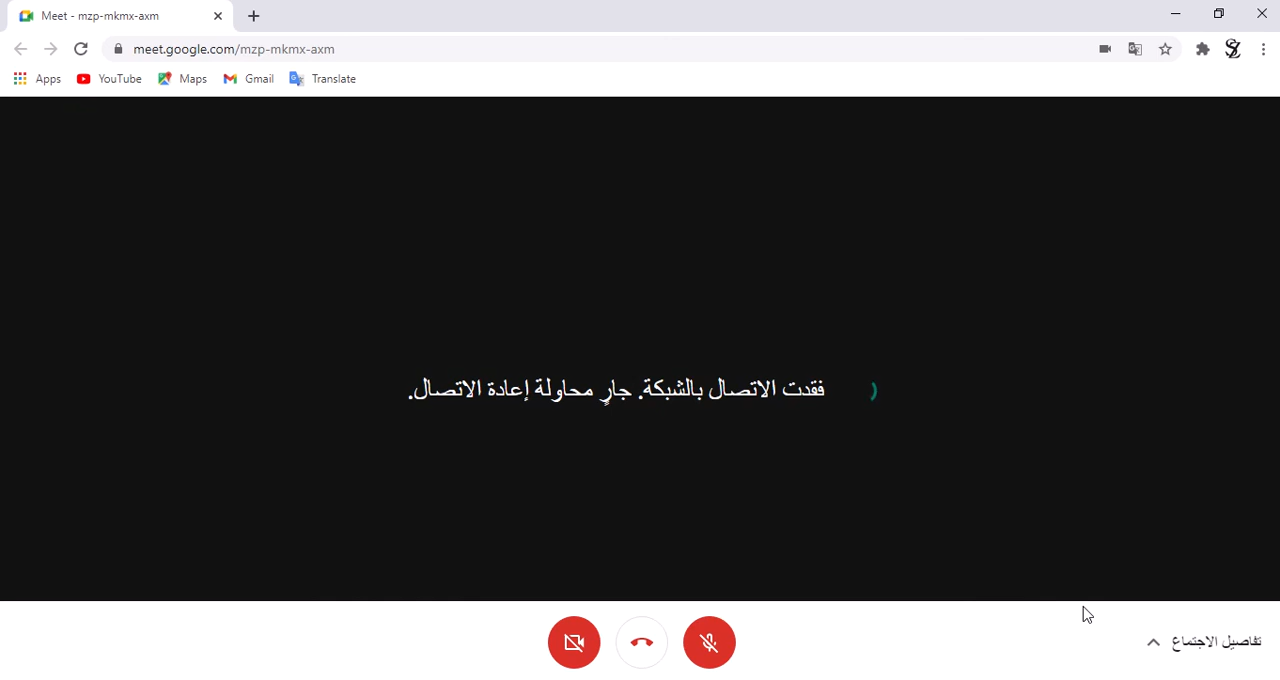 Meet - mzp-mkmx-axm
meet.google.com/mzp-mkmx-axm
Apps YouTube Maps Gmail Translate
فقدت الاتصال بالشبكة. جارٍ محاولة إعادة الاتصال.
تفاصيل الاجتماع